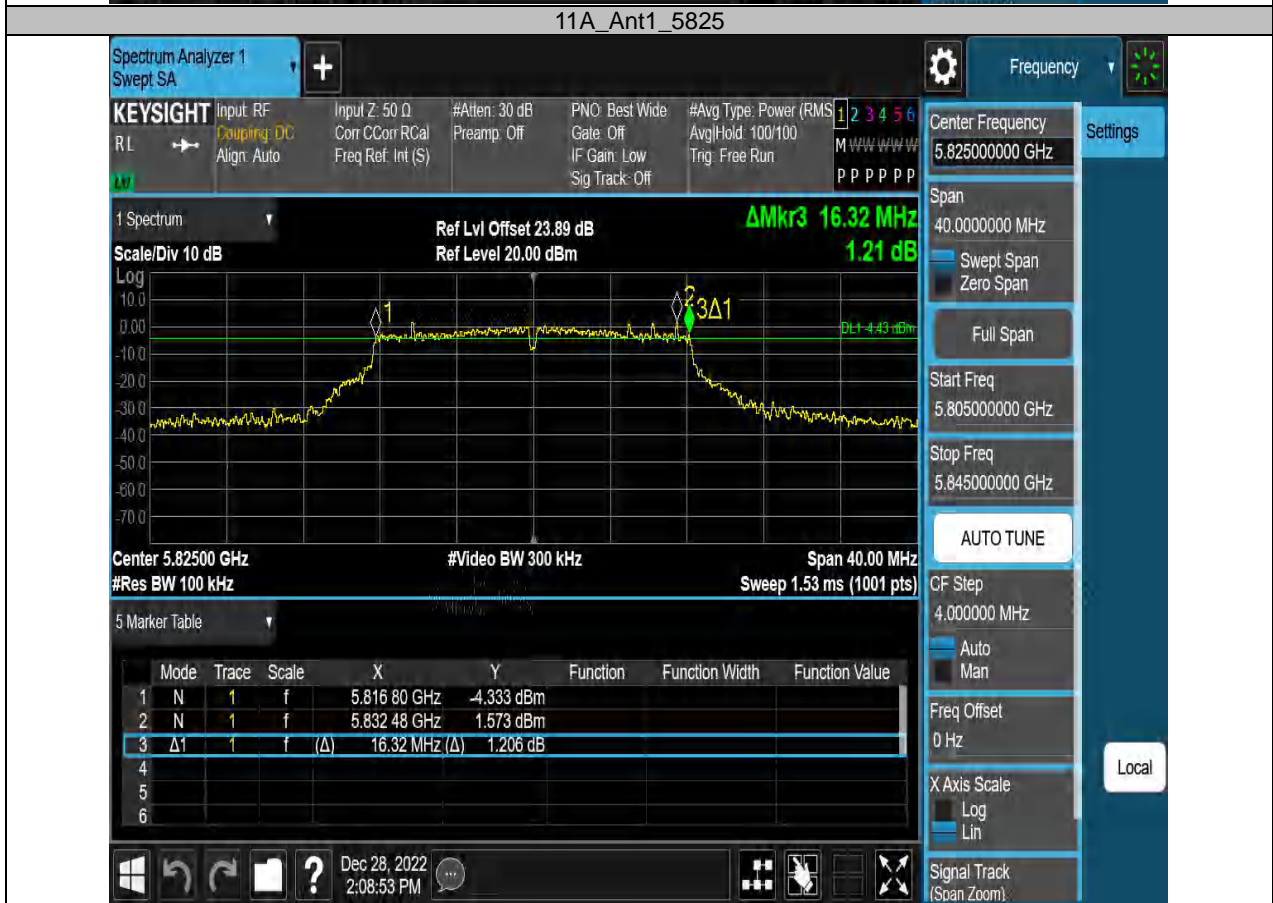 11A_Ant1_5825
Spectrum Analyzer 1
Swept SA
+
Frequency
KEYSIGHT
RL
LXI
Input: RF
Coupling: DC
Align: Auto
Input Z: 50 Ω
Corr CCorr RCal
Freq Ref: Int (S)
#Atten: 30 dB
Preamp: Off
PNO: Best Wide
Gate: Off
IF Gain: Low
Sig Track: Off
#Avg Type: Power (RMS
Avg|Hold: 100/100
Trig: Free Run
1 2 3 4 5 6
M W W W W W
P P P P P P
1 Spectrum
Scale/Div 10 dB
Ref Lvl Offset 23.89 dB
Ref Level 20.00 dBm
ΔMkr3 16.32 MHz
1.21 dB
Log
10.0
0.00
-10.0
-20.0
-30.0
-40.0
-50.0
-60.0
-70.0
1
2
3Δ1
DL1 -4.43 dBm
Center 5.82500 GHz
#Video BW 300 kHz
Span 40.00 MHz
#Res BW 100 kHz
Sweep 1.53 ms (1001 pts)
5 Marker Table
Mode Trace Scale X Y Function Function Width Function Value
1 N 1 f 5.816 80 GHz -4.333 dBm
2 N 1 f 5.832 48 GHz 1.573 dBm
3 Δ1 1 f (Δ) 16.32 MHz (Δ) 1.206 dB
4
5
6
Dec 28, 2022
2:08:53 PM
Center Frequency
5.825000000 GHz
Settings
Span
40.0000000 MHz
Swept Span
Zero Span
Full Span
Start Freq
5.805000000 GHz
Stop Freq
5.845000000 GHz
AUTO TUNE
CF Step
4.000000 MHz
Auto
Man
Freq Offset
0 Hz
X Axis Scale
Log
Lin
Local
Signal Track
(Span Zoom)